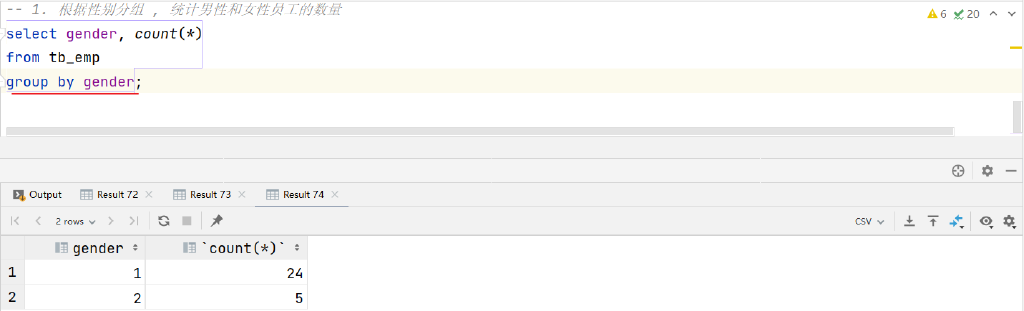 -- 1. 根据性别分组 , 统计男性和女性员工的数量
6 20
select gender, count(*)
from tb_emp
group by gender;
Output Result 72 Result 73 Result 74
2 rows CSV
gender `count(*)`
1 1 24
2 2 5